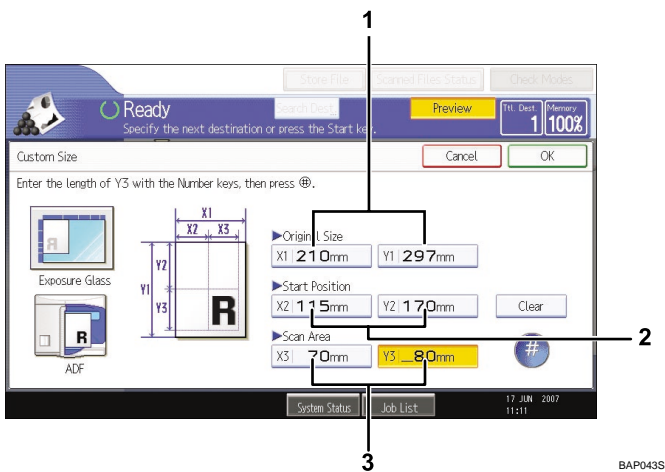 1
Store File Scanned Files Status Check Modes
Ready Search Dest. Preview Ttl. Dest. Memory
1 100%
Specify the next destination or press the Start key.
Custom Size Cancel OK
Enter the length of Y3 with the Number keys, then press ⊕.
X1
X2 X3
Y1
Y2
Y3
R
R
Exposure Glass
R
ADF
▶Original Size
X1 210mm Y1 297mm
▶Start Position
X2 115mm Y2 170mm Clear
2
▶Scan Area
X3 70mm Y3 _80mm #
System Status Job List 17 JUN 2007
11:11
3
BAP043S